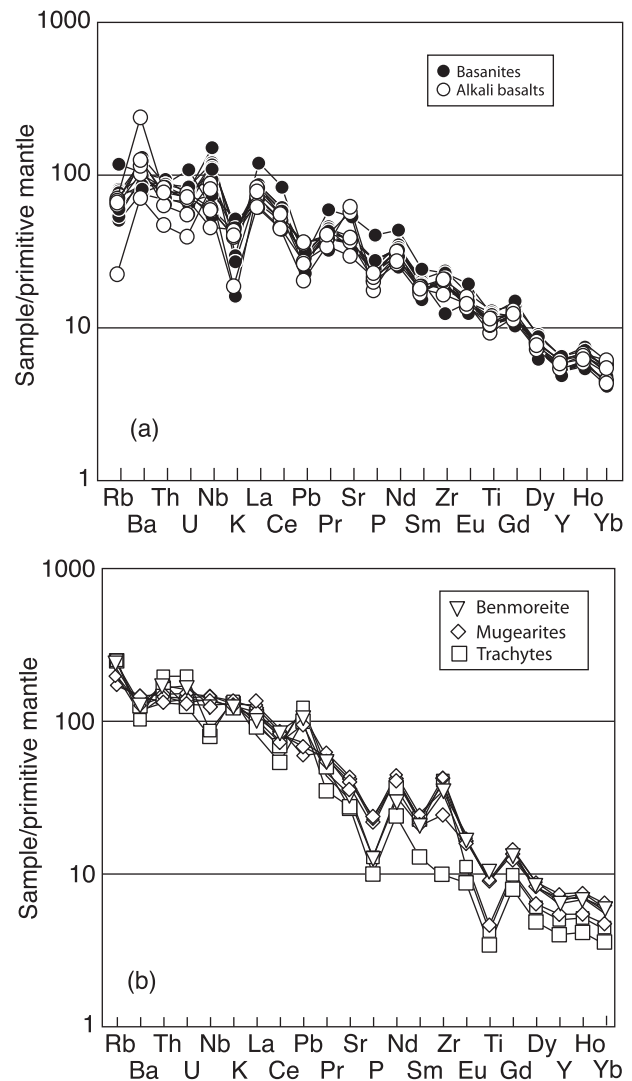 1000
Basanites
Alkali basalts
100
Sample/primitive mantle
10
(a)
1
Rb Th Nb La Pb Sr Nd Zr Ti Dy Ho
Ba U K Ce Pr P Sm Eu Gd Y Yb
1000
Benmoreite
Mugearites
Trachytes
100
Sample/primitive mantle
10
(b)
1
Rb Th Nb La Pb Sr Nd Zr Ti Dy Ho
Ba U K Ce Pr P Sm Eu Gd Y Yb